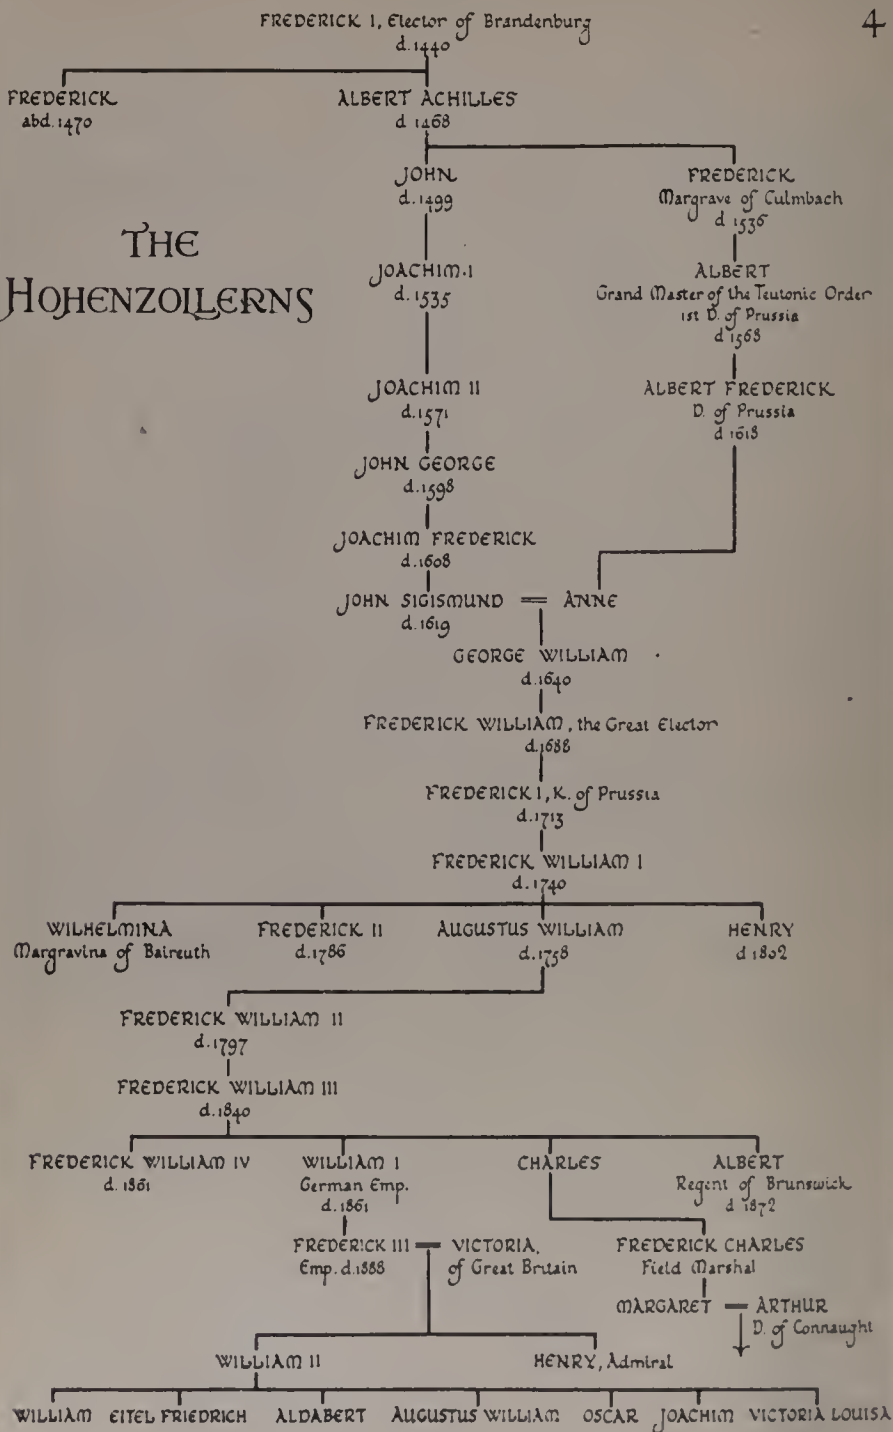 FREDERICK I, Elector of Brandenburg
d.1440
4
FREDERICK
abd.1470
ALBERT ACHILLES
d 1468
JOHN
d.1499
FREDERICK
Margrave of Culmbach
d 1536
THE
HOHENZOLLERNS
JOACHIM.I
d.1535
ALBERT
Grand Master of the Teutonic Order
1st D. of Prussia
d 1568
JOACHIM II
d.1571
ALBERT FREDERICK
D. of Prussia
d 1618
JOHN GEORGE
d.1598
JOACHIM FREDERICK
d.1608
JOHN SIGISMUND = ANNE
d.1619
GEORGE WILLIAM
d.1640
FREDERICK WILLIAM, the Great Elector
d.1688
FREDERICK I, K. of Prussia
d.1713
FREDERICK WILLIAM I
d.1740
WILHELMINA
Margravina of Baireuth
FREDERICK II
d.1786
AUGUSTUS WILLIAM
d.1758
HENRY
d 1802
FREDERICK WILLIAM II
d.1797
FREDERICK WILLIAM III
d.1840
FREDERICK WILLIAM IV
d. 1861
WILLIAM I
German Emp.
d.1861
CHARLES
ALBERT
Regent of Brunswick
d 1872
FREDERICK III = VICTORIA,
Emp. d.1888
of Great Britain
FREDERICK CHARLES
Field Marshal
MARGARET = ARTHUR
D. of Connaught
WILLIAM II
HENRY, Admiral
WILLIAM EITEL FRIEDRICH ALDABERT AUGUSTUS WILLIAM OSCAR JOACHIM VICTORIA LOUISA